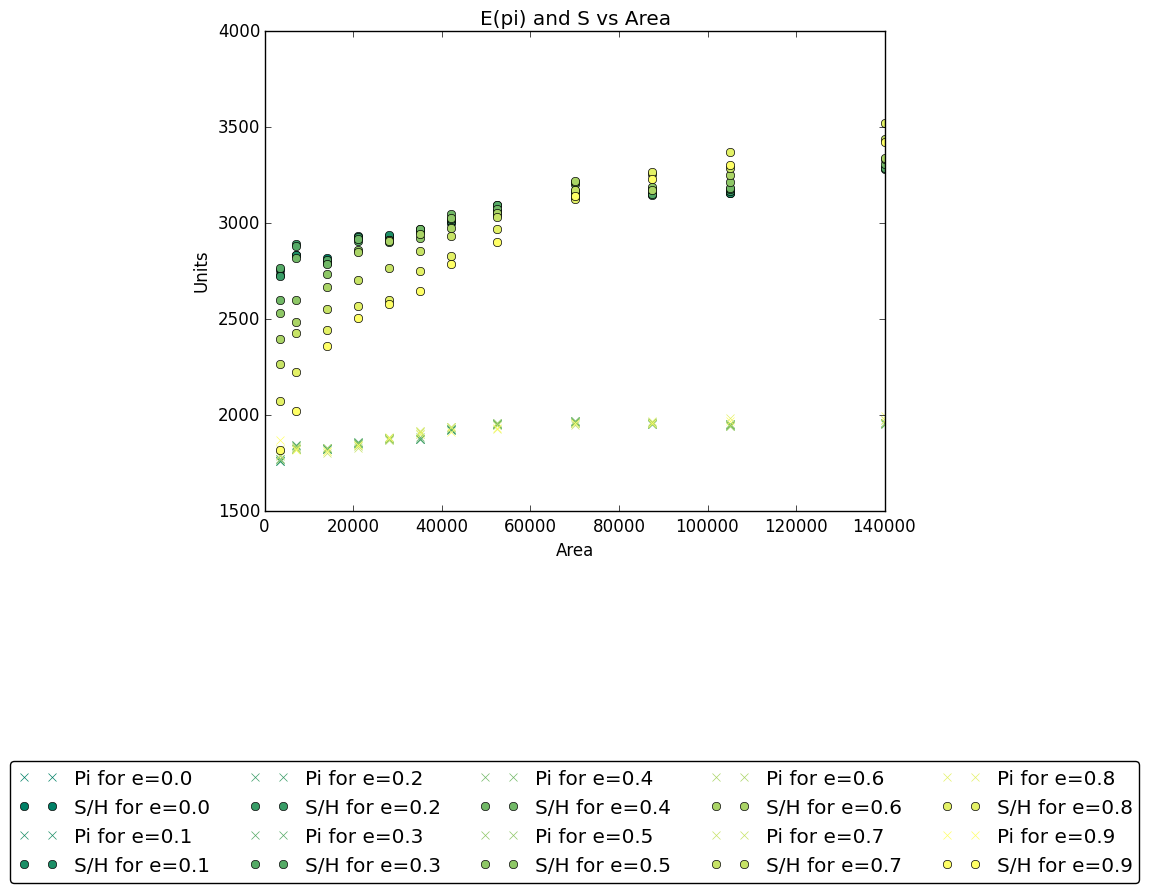 E(pi) and S vs Area
4000
3500
3000
2500
2000
1500
Units
0 20000 40000 60000 80000 100000 120000 140000
Area
Pi for e=0.0 Pi for e=0.2 Pi for e=0.4 Pi for e=0.6 Pi for e=0.8
S/H for e=0.0 S/H for e=0.2 S/H for e=0.4 S/H for e=0.6 S/H for e=0.8
Pi for e=0.1 Pi for e=0.3 Pi for e=0.5 Pi for e=0.7 Pi for e=0.9
S/H for e=0.1 S/H for e=0.3 S/H for e=0.5 S/H for e=0.7 S/H for e=0.9